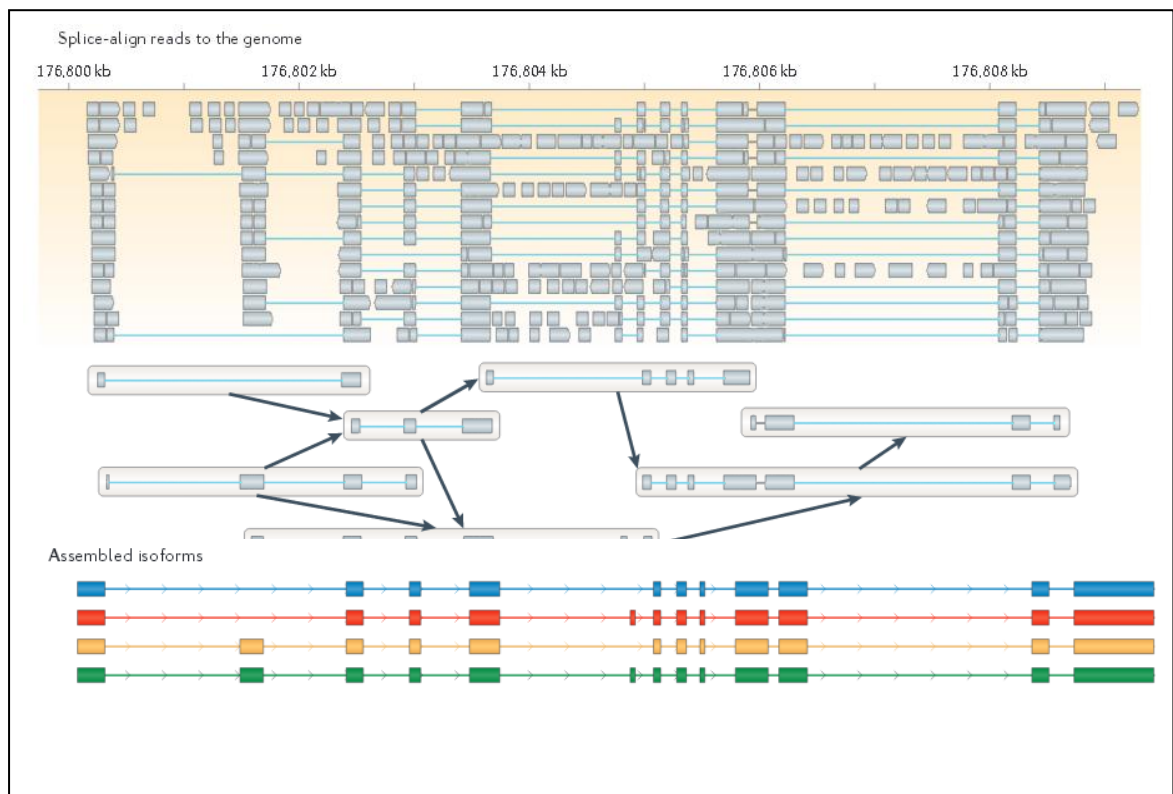 Splice-align reads to the genome
176,800 kb 176,802 kb 176,804 kb 176,806 kb 176,808 kb
Assembled isoforms